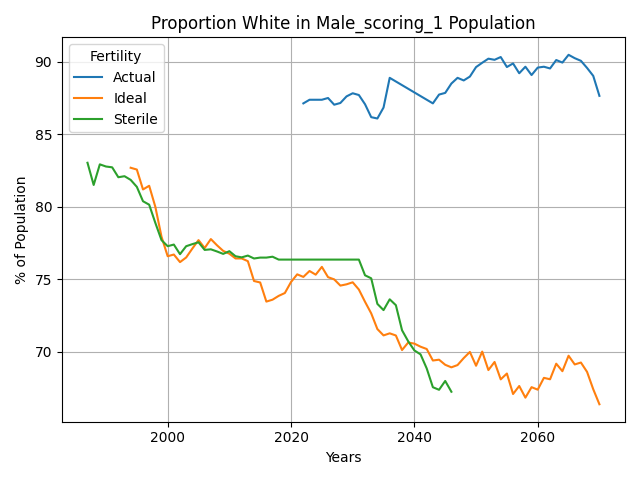 Proportion White in Male_scoring_1 Population
Fertility
Actual
Ideal
Sterile
% of Population
90
85
80
75
70
2000
2020
2040
2060
Years